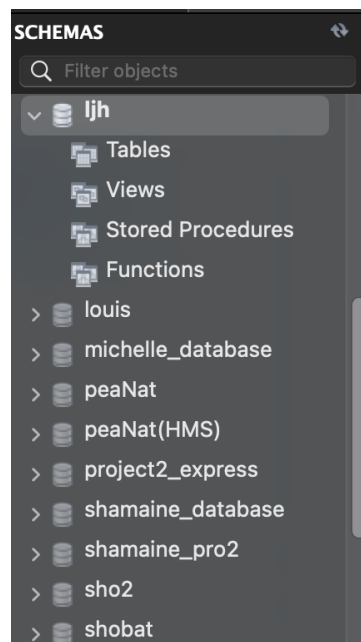 SCHEMAS
Filter objects
ljh
Tables
Views
Stored Procedures
Functions
louis
michelle_database
peaNat
peaNat(HMS)
project2_express
shamaine_database
shamaine_pro2
sho2
shobat